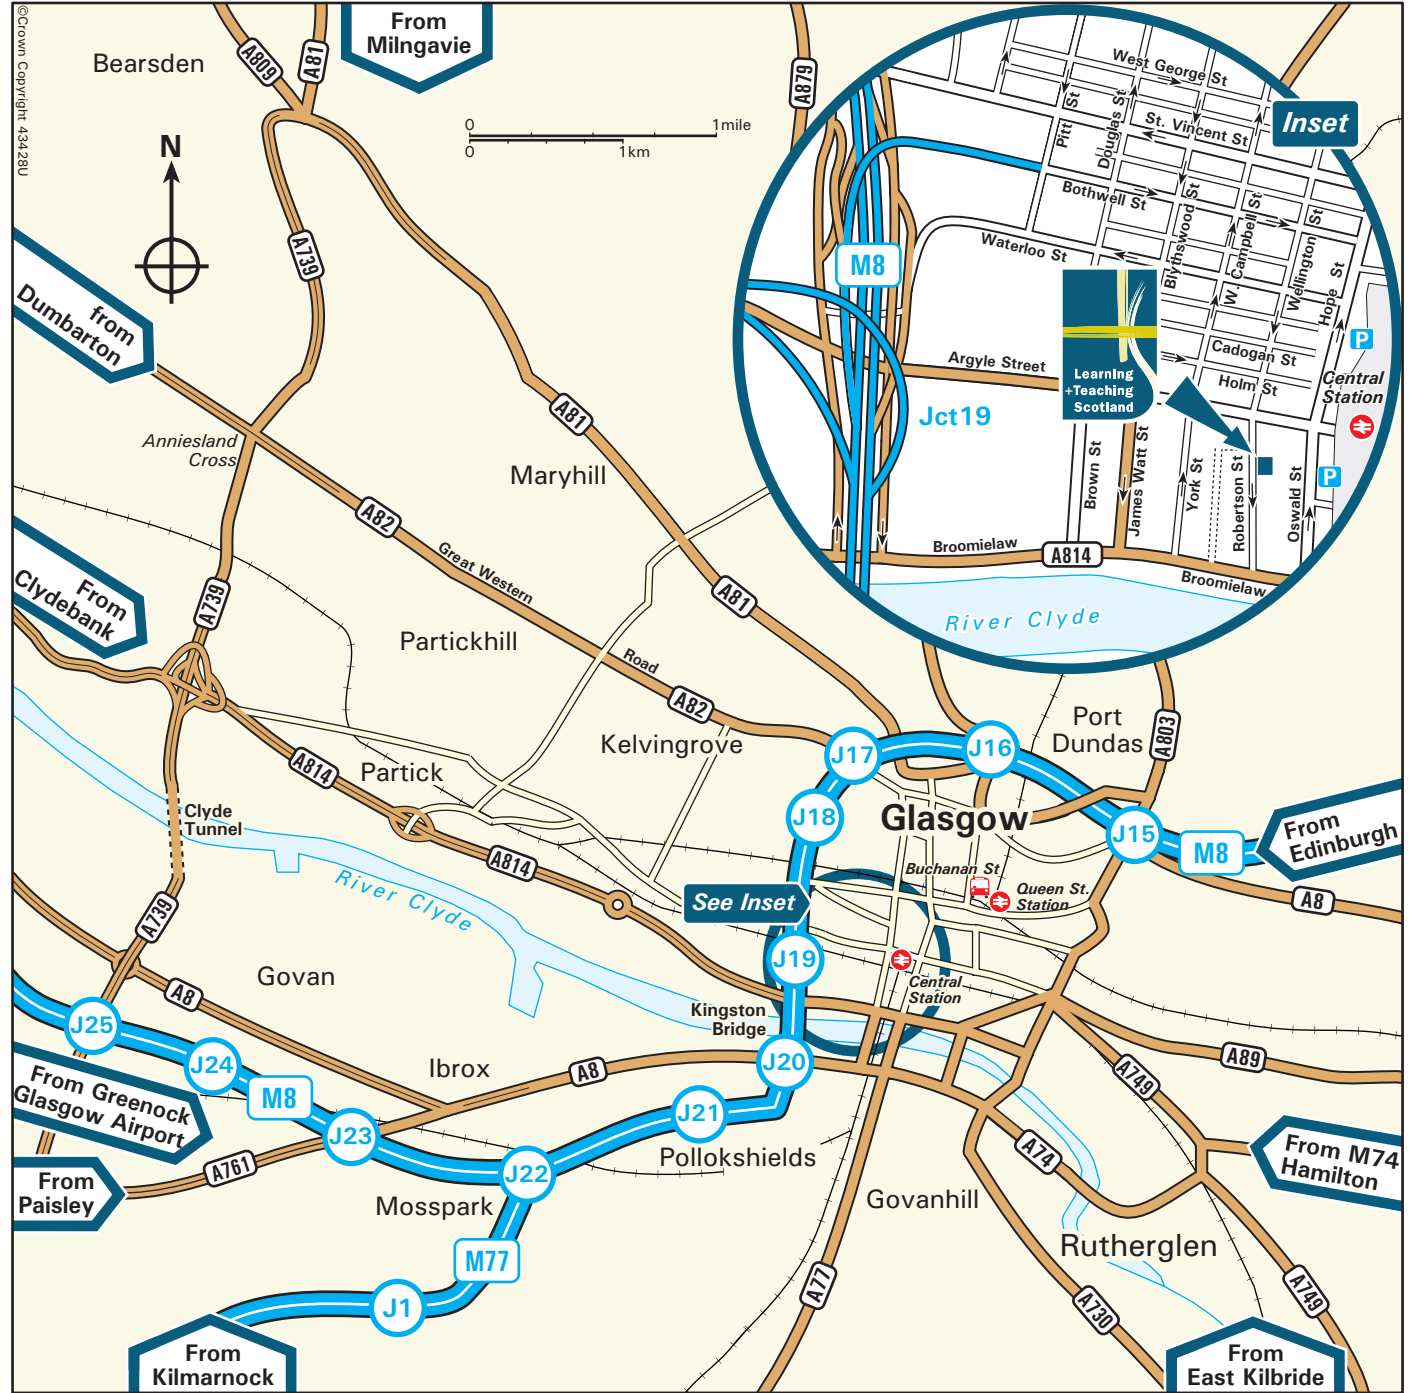 ©Crown Copyright 43428U
From
Milngavie
Bearsden
A809
A81
A879
N
0
1mile
0
1km
A739
from
Dumbarton
Anniesland
Cross
A81
Maryhill
A82
Great Western
Road
A81
From
Clydebank
A739
Partickhill
A82
Kelvingrove
Partick
A814
Clyde
Tunnel
A814
River Clyde
A739
Govan
A8
Port
Dundas
A803
J17
J16
J18
Glasgow
J15
M8
From
Edinburgh
Buchanan St
Queen St.
Station
A8
See Inset
J19
Central
Station
Kingston
Bridge
J25
J24
M8
J23
Ibrox
A8
J20
J21
J22
A89
A749
From Greenock
Glasgow Airport
From
Paisley
A761
Mosspark
Pollokshields
Govanhill
A74
From M74
Hamilton
Rutherglen
M77
J1
A77
A730
A749
From
Kilmarnock
From
East Kilbride
Inset
West George St
Pitt St
Douglas St
St. Vincent St
Bothwell St
Blythswood St
W. Campbell St
Wellington St
Hope St
Waterloo St
M8
Cadogan St
Holm St
P
Central
Station
Argyle Street
Learning
+Teaching
Scotland
Jct19
Brown St
James Watt St
York St
Robertson St
Oswald St
P
Broomielaw
A814
Broomielaw
River Clyde